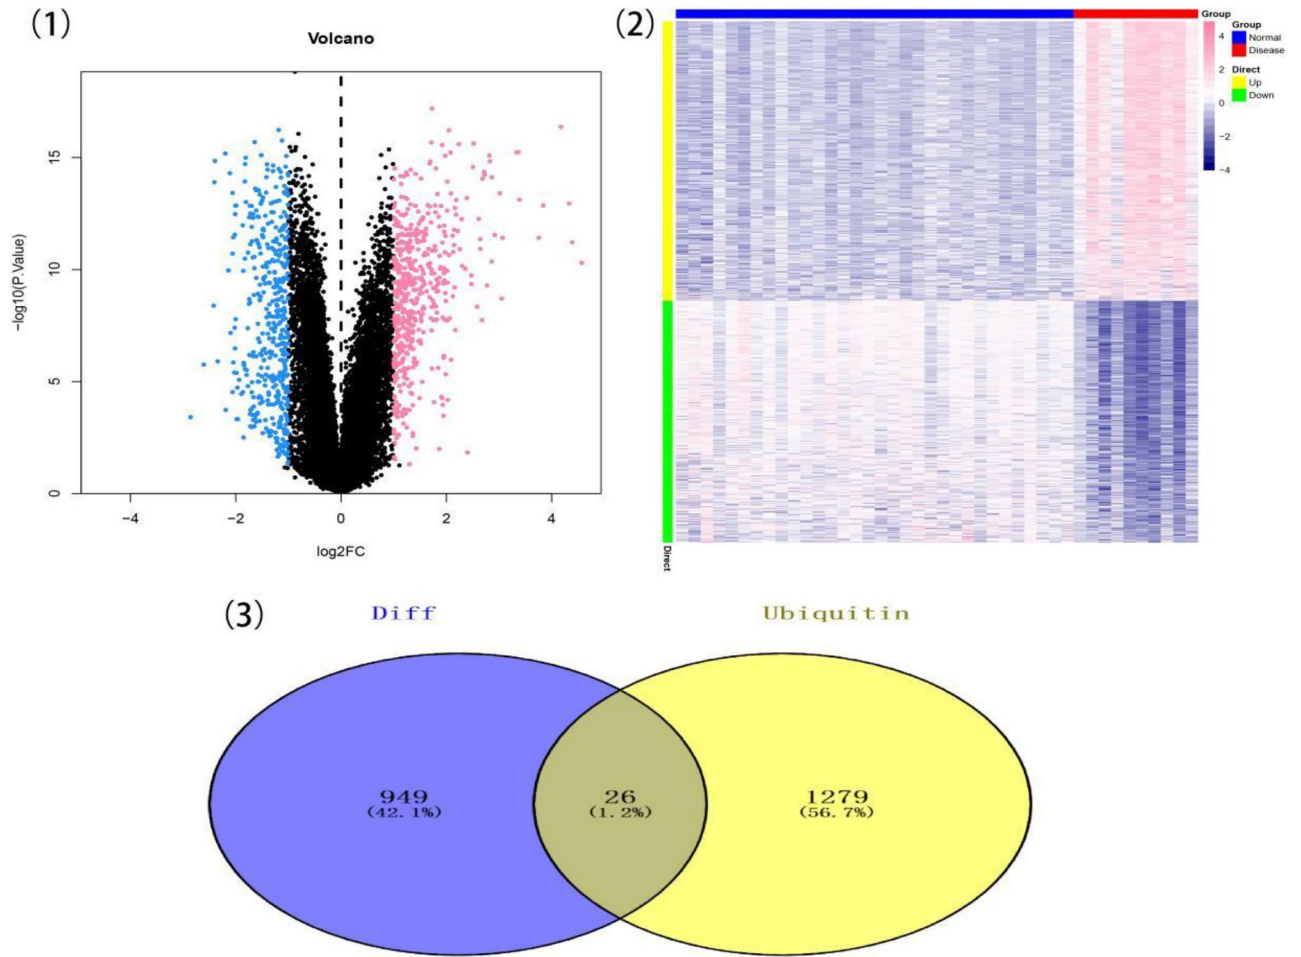 (1)
Volcano
−log10(P.Value)
15
10
5
0
−4
−2
0
2
4
log2FC
(2)
Group
4
2
0
−2
−4
Group
Normal
Disease
Direct
Up
Down
Direct
(3)
Diff
Ubiquitin
949
(42.1%)
26
(1.2%)
1279
(56.7%)